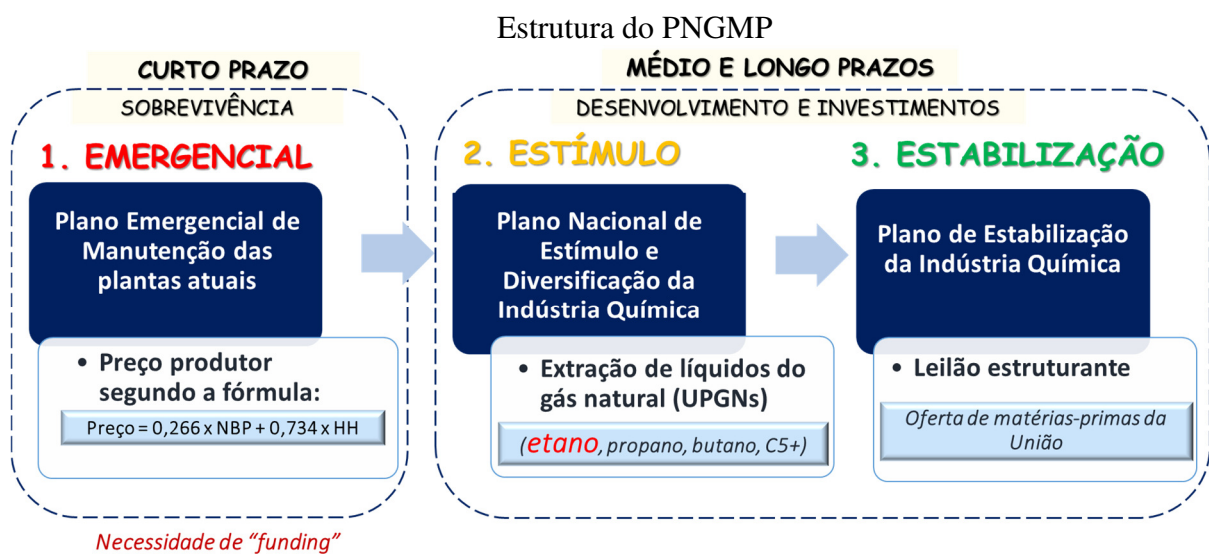 Estrutura do PNGMP
CURTO PRAZO
SOBREVIVÊNCIA
1. EMERGENCIAL
Plano Emergencial de
Manutenção das
plantas atuais
• Preço produtor
segundo a fórmula:
Preço = 0,266 x NBP + 0,734 x HH
Necessidade de “funding”
MÉDIO E LONGO PRAZOS
DESENVOLVIMENTO E INVESTIMENTOS
2. ESTÍMULO
Plano Nacional de
Estímulo e
Diversificação da
Indústria Química
• Extração de líquidos do
gás natural (UPGNs)
(etano, propano, butano, C5+)
3. ESTABILIZAÇÃO
Plano de Estabilização
da Indústria Química
• Leilão estruturante
Oferta de matérias-primas da
União